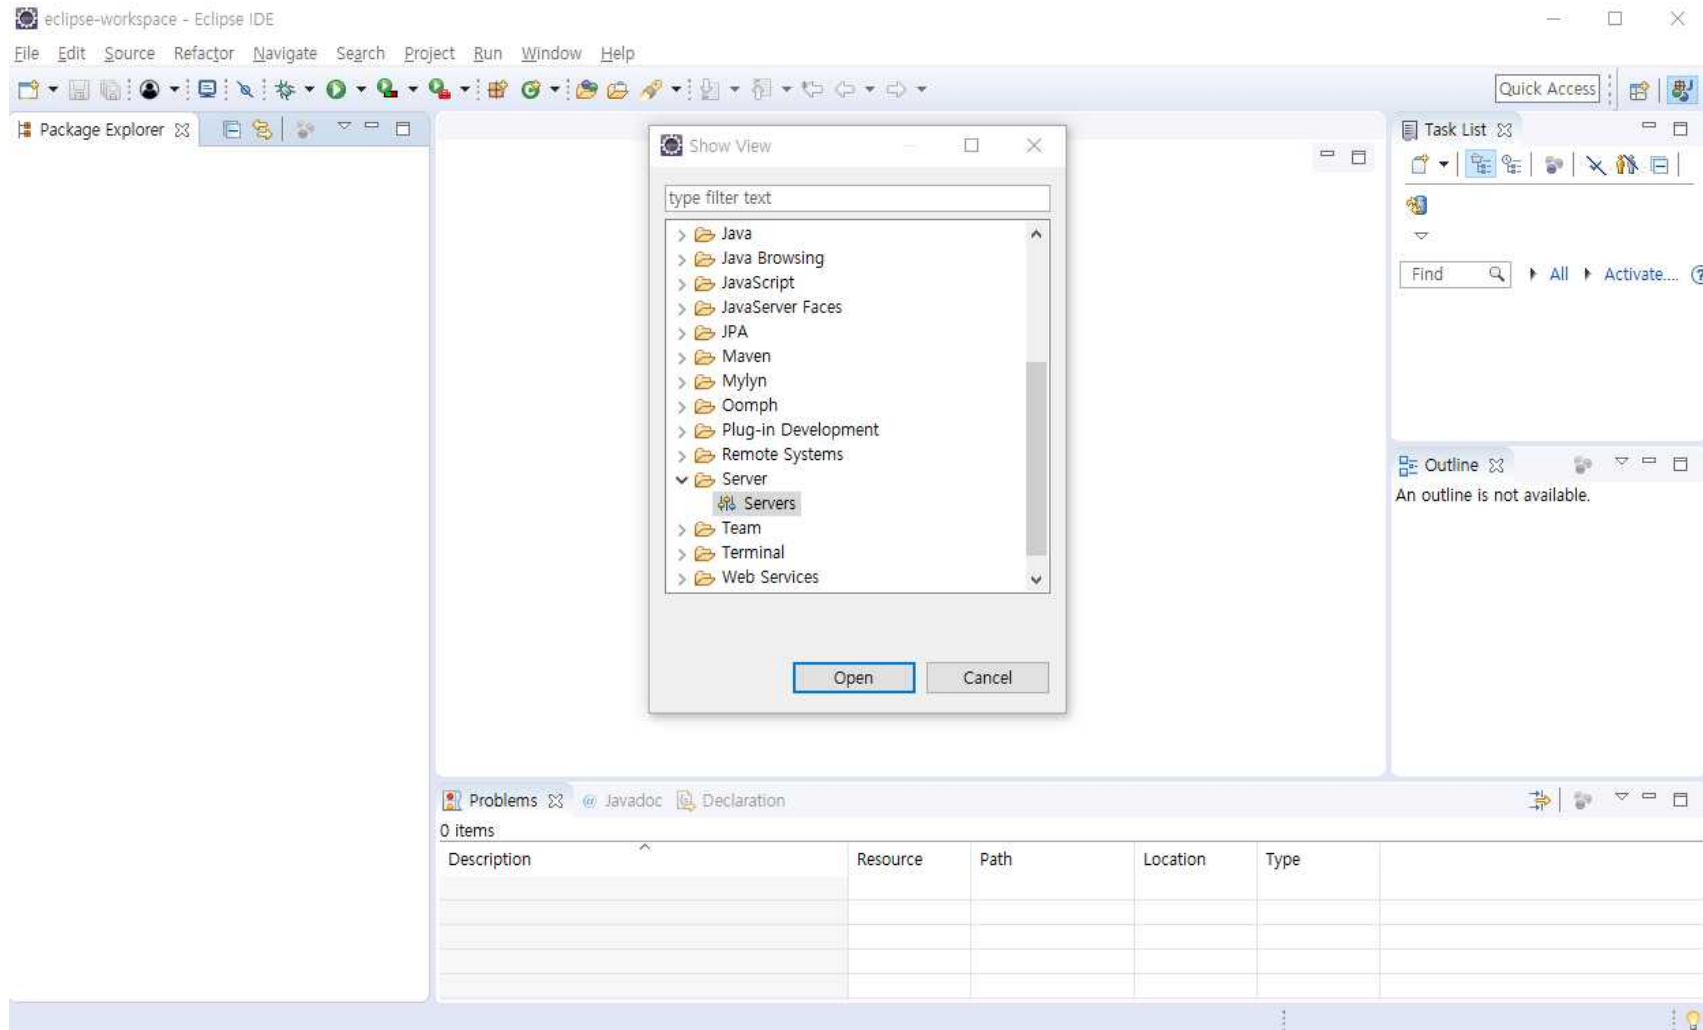 eclipse-workspace - Eclipse IDE
File Edit Source Refactor Navigate Search Project Run Window Help
Quick Access
Package Explorer
Show View
type filter text
Java
Java Browsing
JavaScript
JavaServer Faces
JPA
Maven
Mylyn
Oomph
Plug-in Development
Remote Systems
Server
Servers
Team
Terminal
Web Services
Open Cancel
Task List
Find All Activate....
Outline
An outline is not available.
Problems @ Javadoc Declaration
0 items
Description Resource Path Location Type